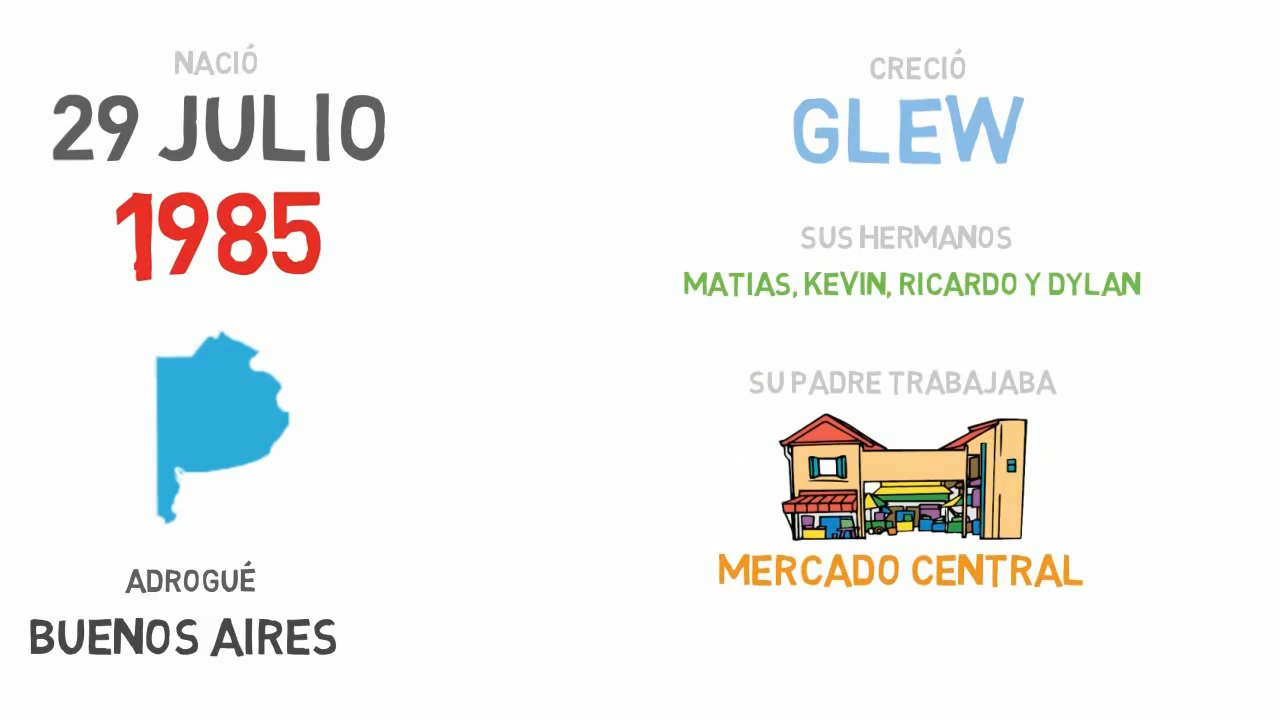 NACIÓ
29 JULIO
1985
ADROGUÉ
BUENOS AIRES
CRECIÓ
GLEW
SUS HERMANOS
MATIAS, KEVIN, RICARDO Y DYLAN
SU PADRE TRABAJABA
MERCADO CENTRAL